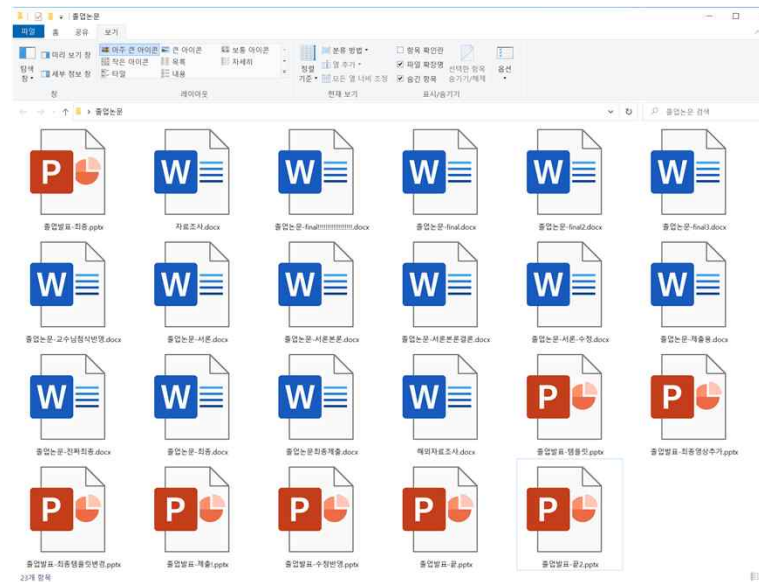 졸업논문
파일 홈 공유 보기
탐색 창
미리 보기 창
세부 정보 창
아주 큰 아이콘 큰 아이콘 보통 아이콘
작은 아이콘 목록 자세히
타일 내용
정렬 기준
분류 방법
열 추가
모든 열 너비 조정
항목 확인란
파일 확장명
숨긴 항목
선택한 항목 숨기기/해제
옵션
창 레이아웃 현재 보기 표시/숨기기
졸업논문
졸업논문 검색
졸업발표-최종.pptx 자료조사.docx 졸업논문-final!!!!!!!!!!!!!!!!!.docx 졸업논문-final.docx 졸업논문-final2.docx 졸업논문-final3.docx
졸업논문-교수님첨삭반영.docx 졸업논문-서론.docx 졸업논문-서론본론.docx 졸업논문-서론본론결론.docx 졸업논문-서론-수정.docx 졸업논문-제출용.docx
졸업논문-진짜최종.docx 졸업논문-최종.docx 졸업논문최종제출.docx 해외자료조사.docx 졸업발표-템플릿.pptx 졸업발표-최종영상추가.pptx
졸업발표-최종템플릿변경.pptx 졸업발표-제출!.pptx 졸업발표-수정반영.pptx 졸업발표-끝.pptx 졸업발표-끝2.pptx
23개 항목